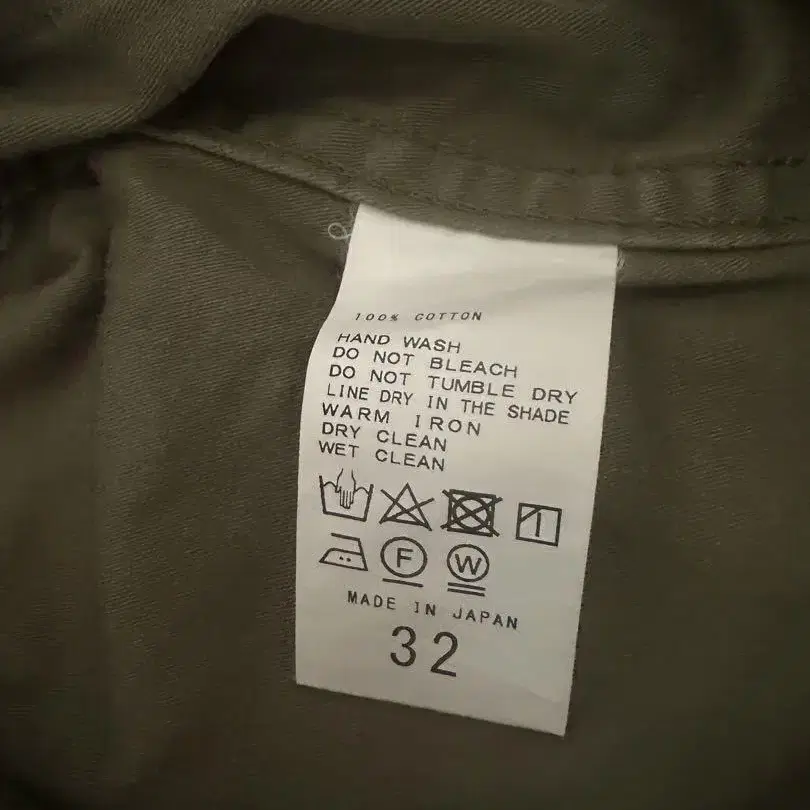 100% COTTON
HAND WASH
DO NOT BLEACH
DO NOT TUMBLE DRY
LINE DRY IN THE SHADE
WARM IRON
DRY CLEAN
WET CLEAN
F W
MADE IN JAPAN
32